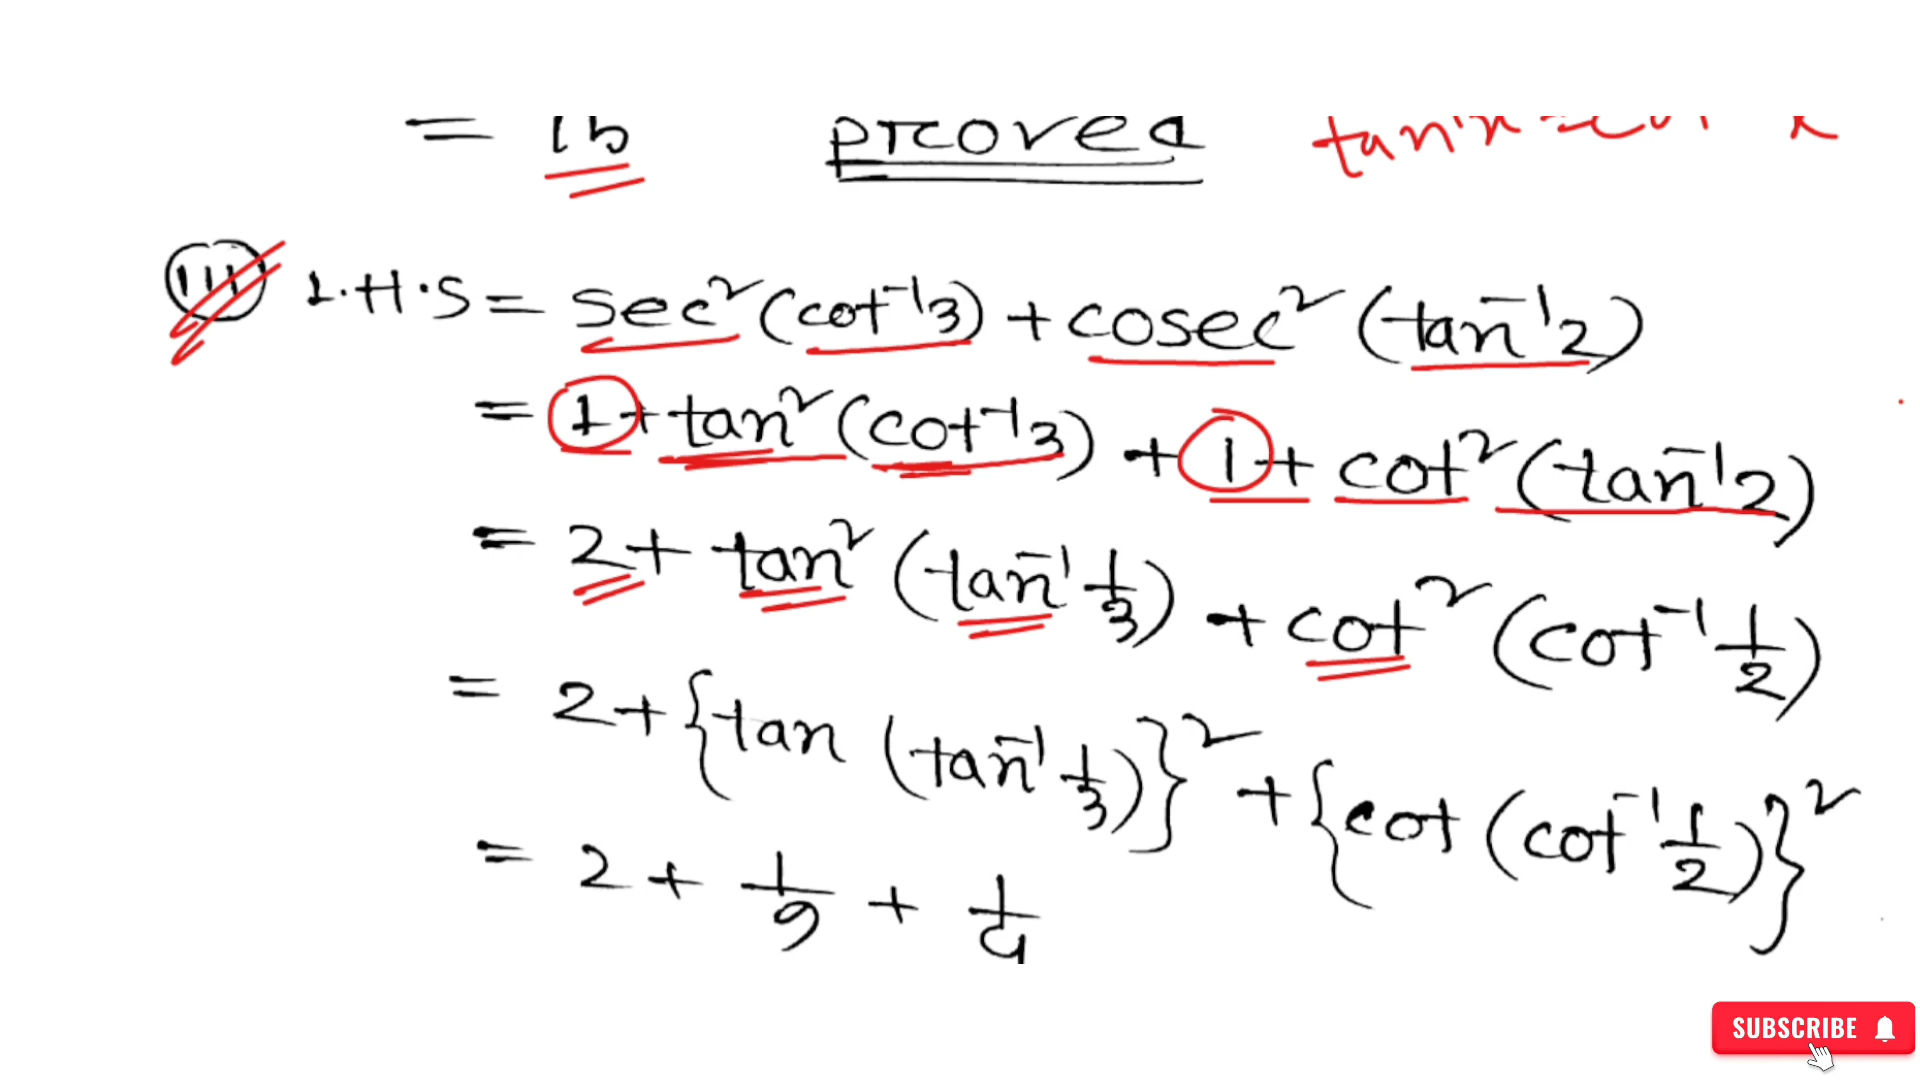 = 15 proved
III L.H.S = sec²(cot⁻¹3) + cosec²(tan⁻¹2)
= 1 + tan²(cot⁻¹3) + 1 + cot²(tan⁻¹2)
= 2 + tan²(tan⁻¹ 1/3) + cot²(cot⁻¹ 1/2)
= 2 + {tan(tan⁻¹ 1/3)}² + {cot(cot⁻¹ 1/2)}²
= 2 + 1/9 + 1/4
SUBSCRIBE